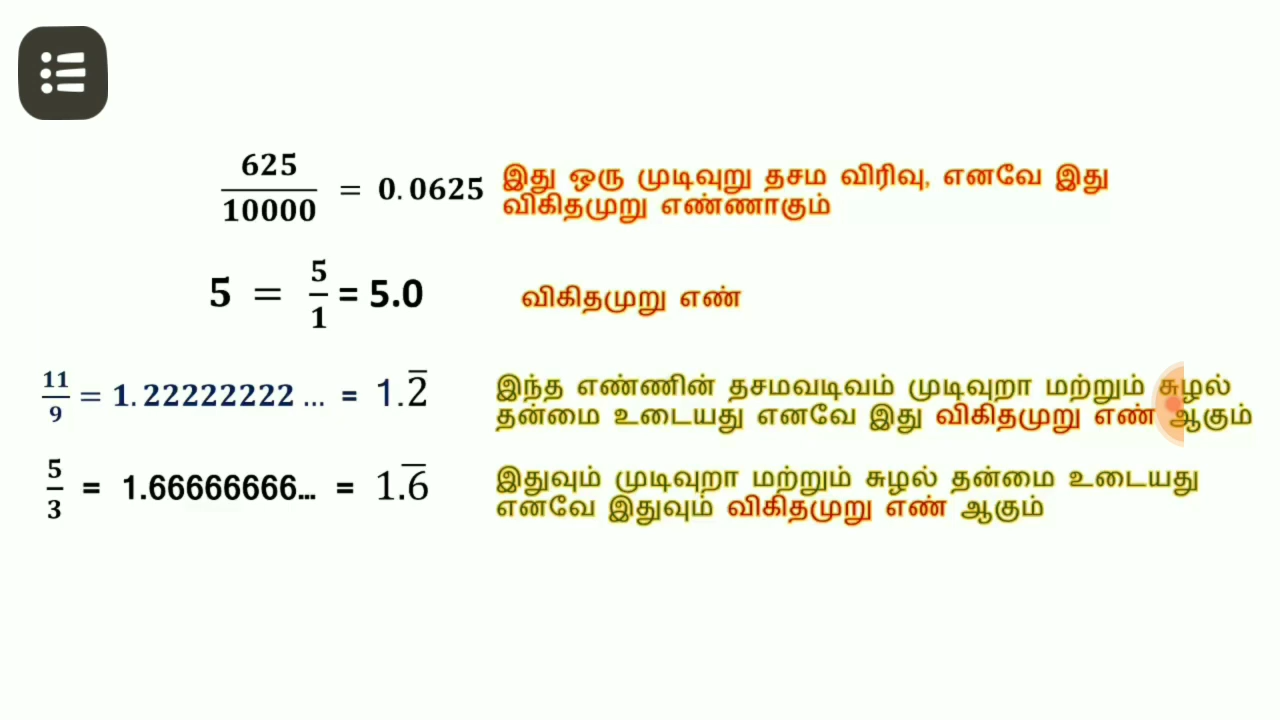 625/10000 = 0.0625 இது ஒரு முடிவுறு தசம விரிவு, எனவே இது
விகிதமுறு எண்ணாகும்
5 = 5/1 = 5.0 விகிதமுறு எண்
11/9 = 1.22222222 ... = 1.2̅ இந்த எண்ணின் தசமவடிவம் முடிவுறா மற்றும் சுழல்
தன்மை உடையது எனவே இது விகிதமுறு எண் ஆகும்
5/3 = 1.66666666... = 1.6̅ இதுவும் முடிவுறா மற்றும் சுழல் தன்மை உடையது
எனவே இதுவும் விகிதமுறு எண் ஆகும்